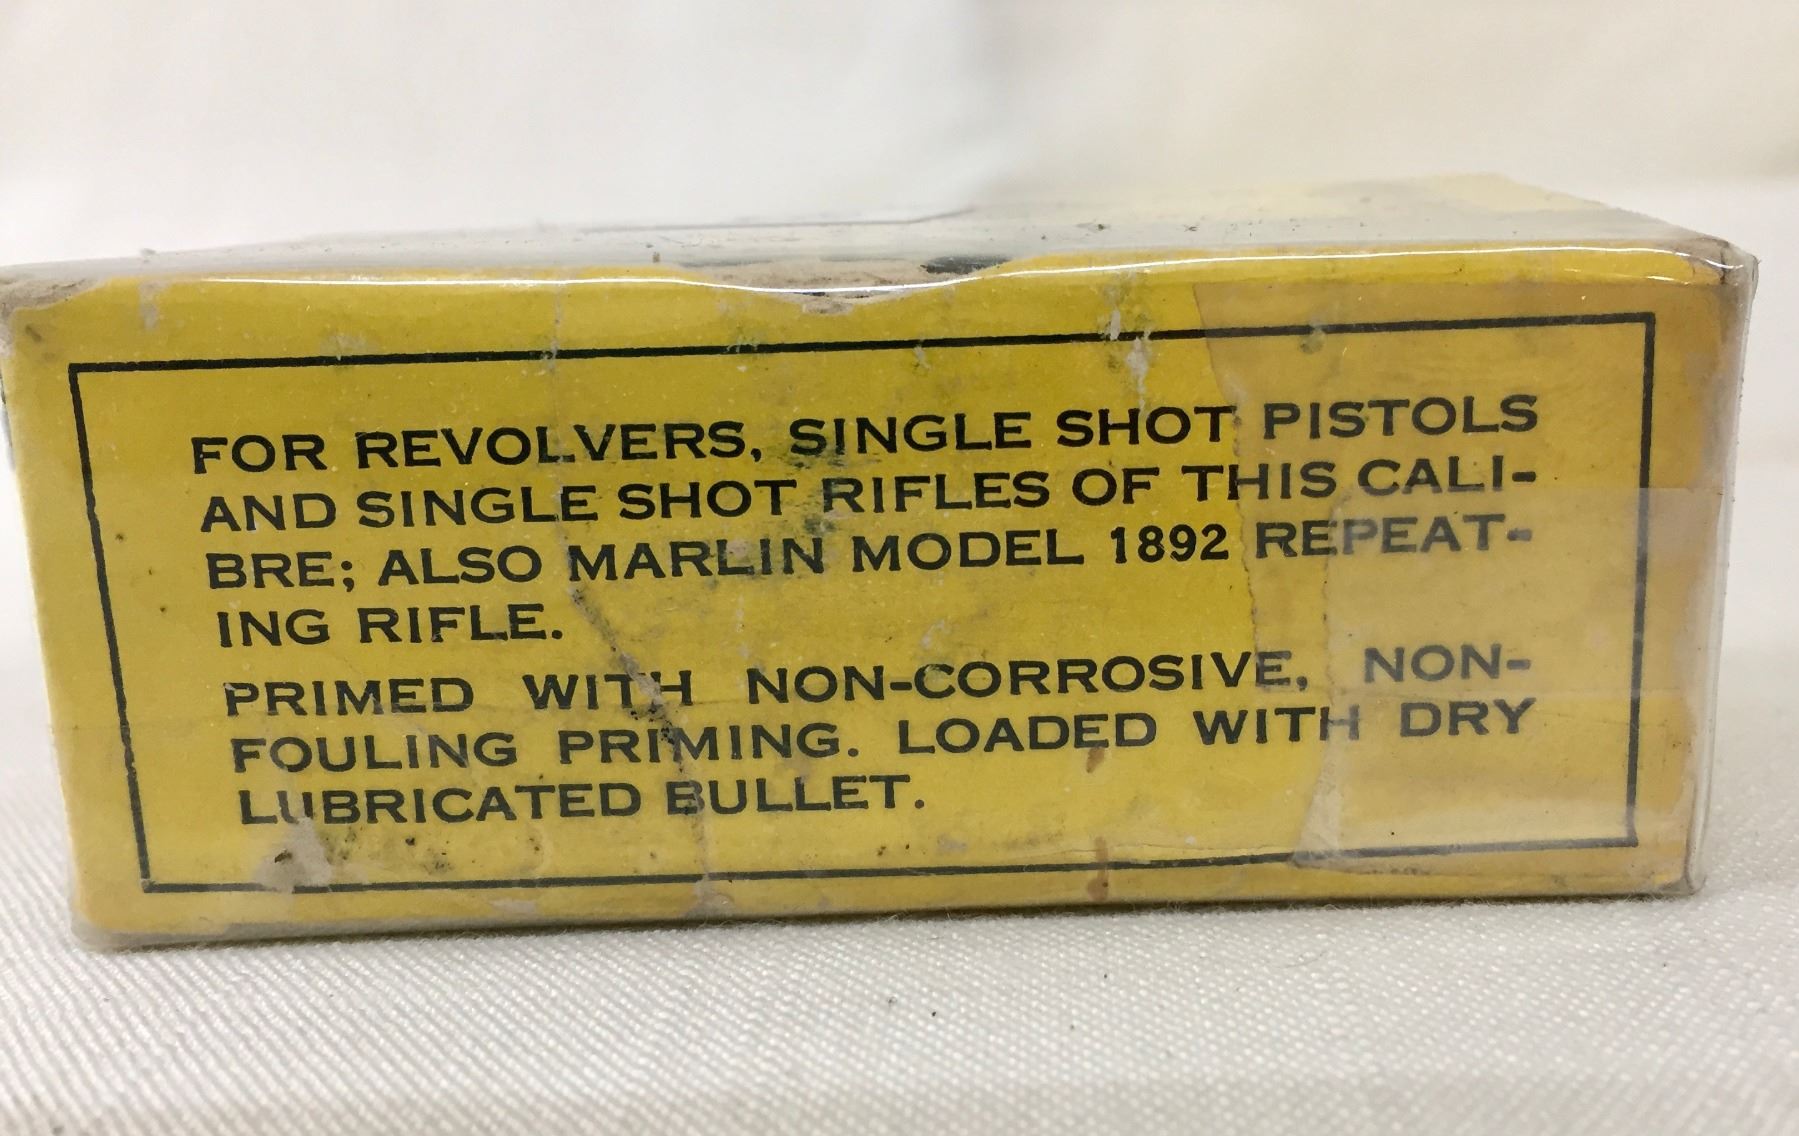 FOR REVOLVERS, SINGLE SHOT PISTOLS
AND SINGLE SHOT RIFLES OF THIS CALI-
BRE; ALSO MARLIN MODEL 1892 REPEAT-
ING RIFLE.
PRIMED WITH NON-CORROSIVE, NON-
FOULING PRIMING. LOADED WITH DRY
LUBRICATED BULLET.